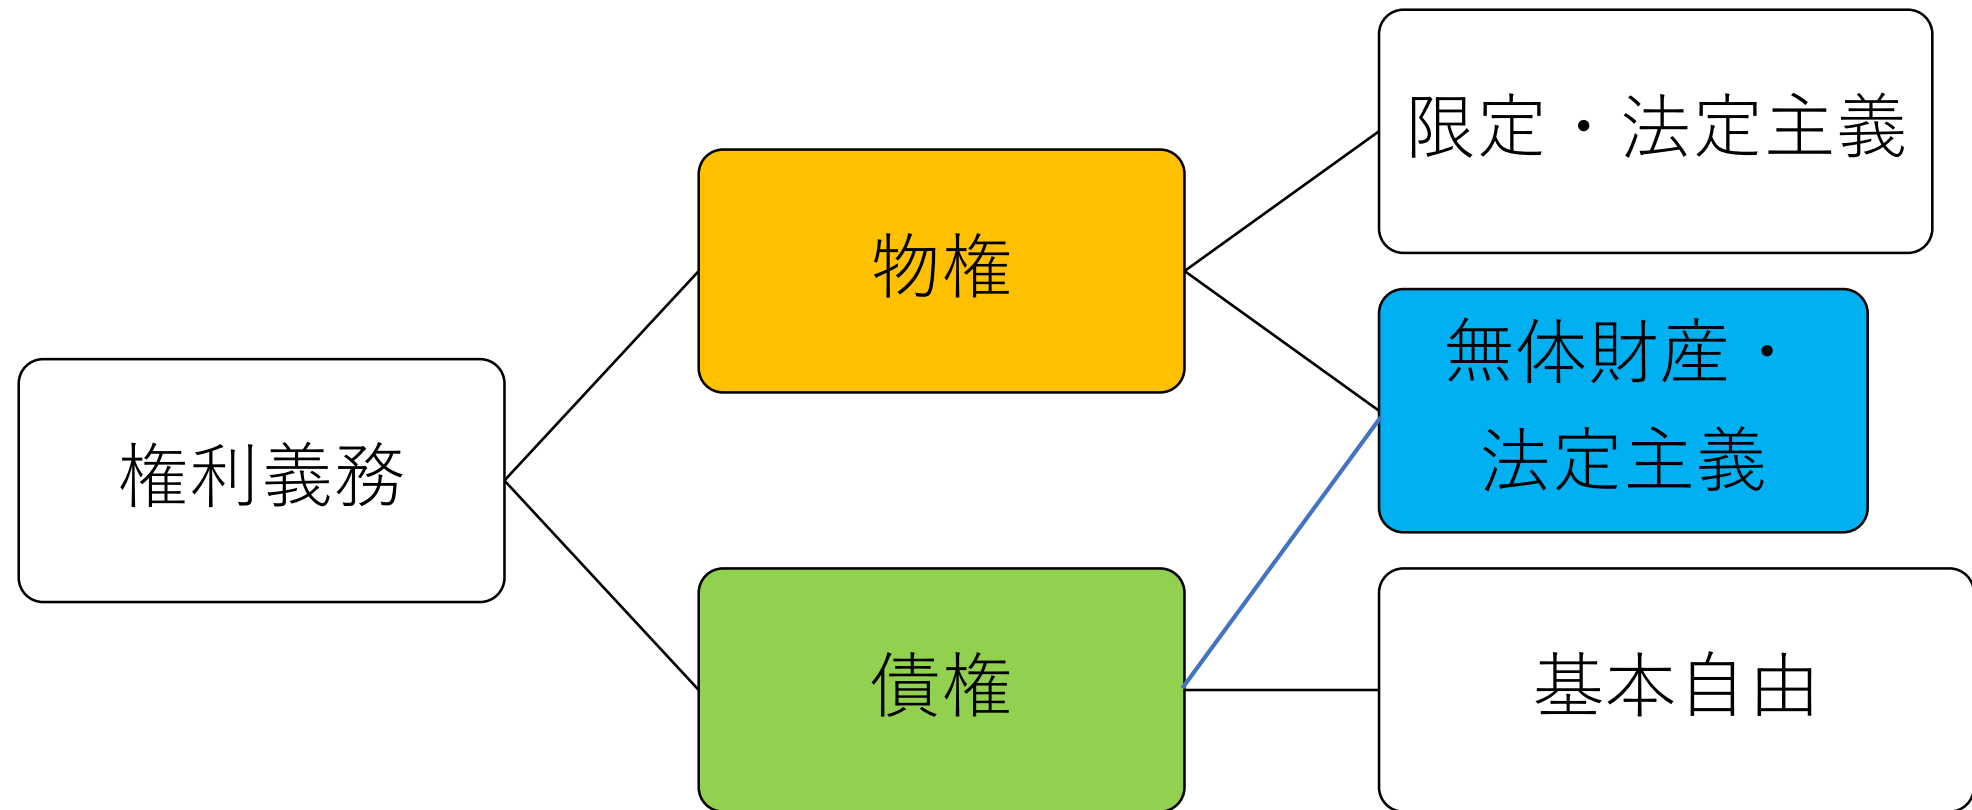 権利義務
物権
債権
限定・法定主義
無体財産・
法定主義
基本自由